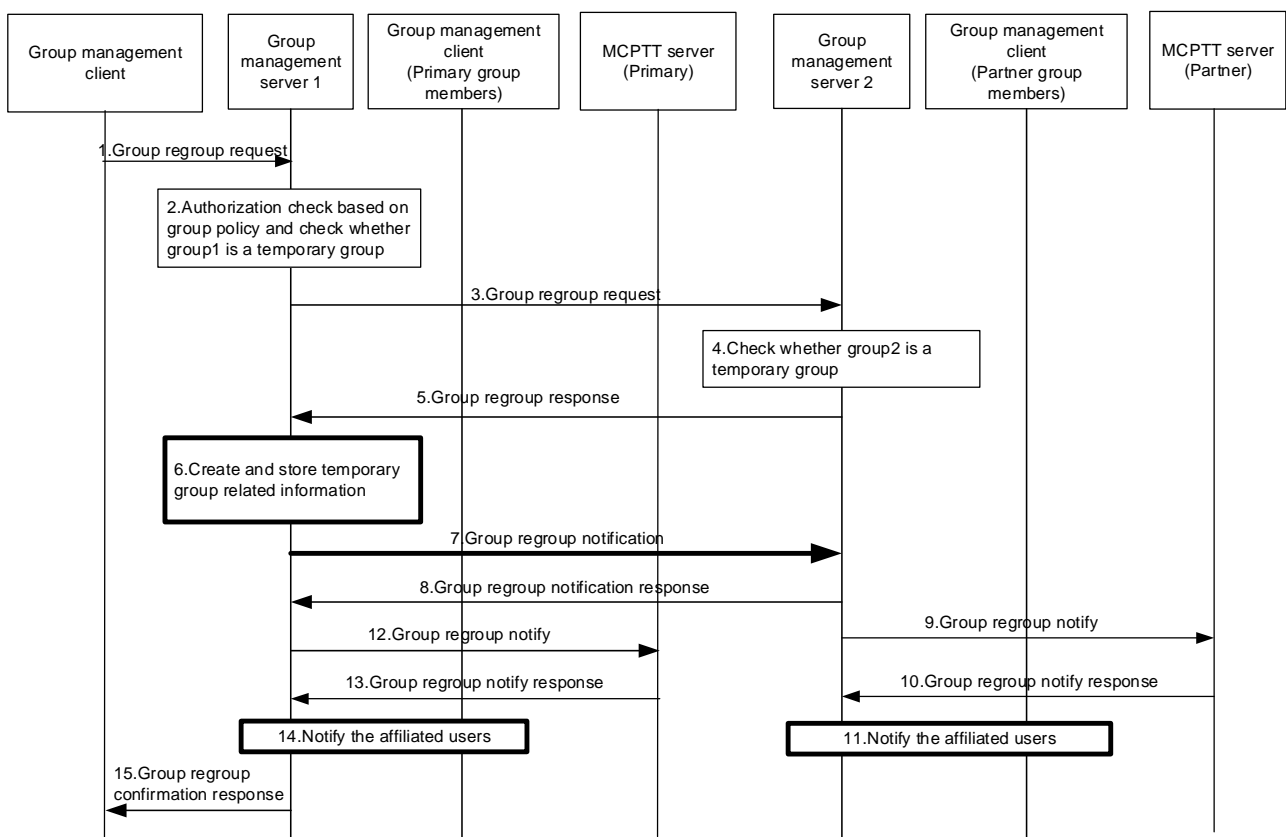 Group management
client
Group
management
server 1
Group management
client
(Primary group
members)
MCPTT server
(Primary)
Group
management
server 2
Group management
client
(Partner group
members)
MCPTT server
(Partner)
1.Group regroup request
2.Authorization check based on
group policy and check whether
group1 is a temporary group
3.Group regroup request
4.Check whether group2 is a
temporary group
5.Group regroup response
6.Create and store temporary
group related information
7.Group regroup notification
8.Group regroup notification response
9.Group regroup notify
12.Group regroup notify
13.Group regroup notify response
10.Group regroup notify response
14.Notify the affiliated users
11.Notify the affiliated users
15.Group regroup
confirmation response